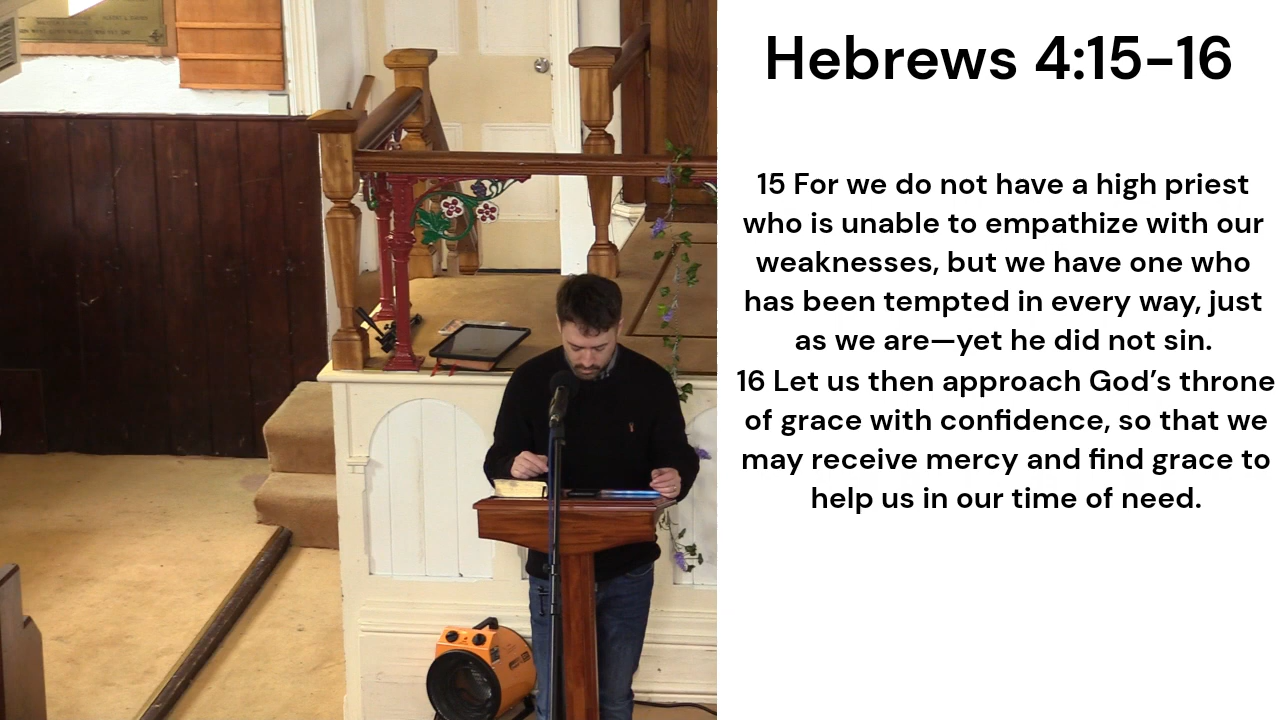 Hebrews 4:15-16
15 For we do not have a high priest
who is unable to empathize with our
weaknesses, but we have one who
has been tempted in every way, just
as we are—yet he did not sin.
16 Let us then approach God’s throne
of grace with confidence, so that we
may receive mercy and find grace to
help us in our time of need.